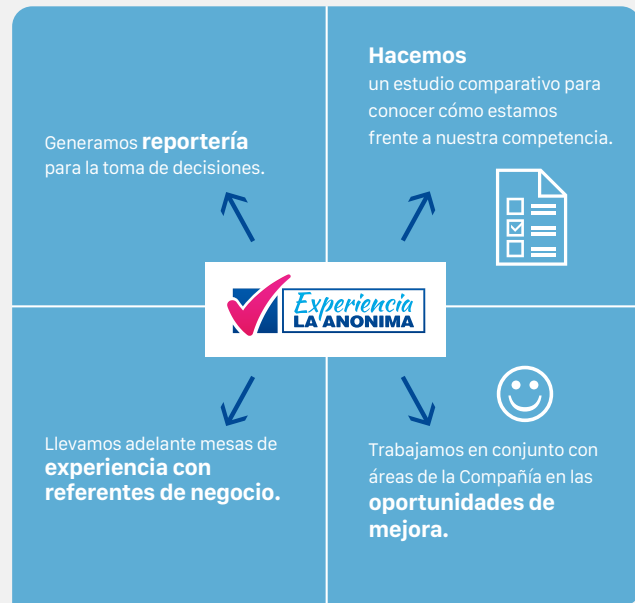 Generamos reportería
para la toma de decisiones.
Hacemos
un estudio comparativo para
conocer cómo estamos
frente a nuestra competencia.
Experiencia
LA ANONIMA
Llevamos adelante mesas de
experiencia con
referentes de negocio.
Trabajamos en conjunto con
áreas de la Compañía en las
oportunidades de
mejora.